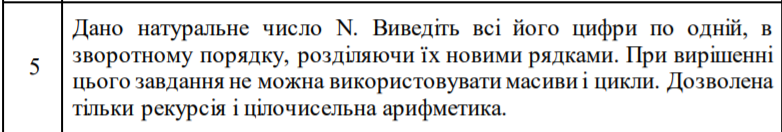 5
Дано натуральне число N. Виведіть всі його цифри по одній, в
зворотному порядку, розділяючи їх новими рядками. При вирішенні
цього завдання не можна використовувати масиви і цикли. Дозволена
тільки рекурсія і цілочисельна арифметика.